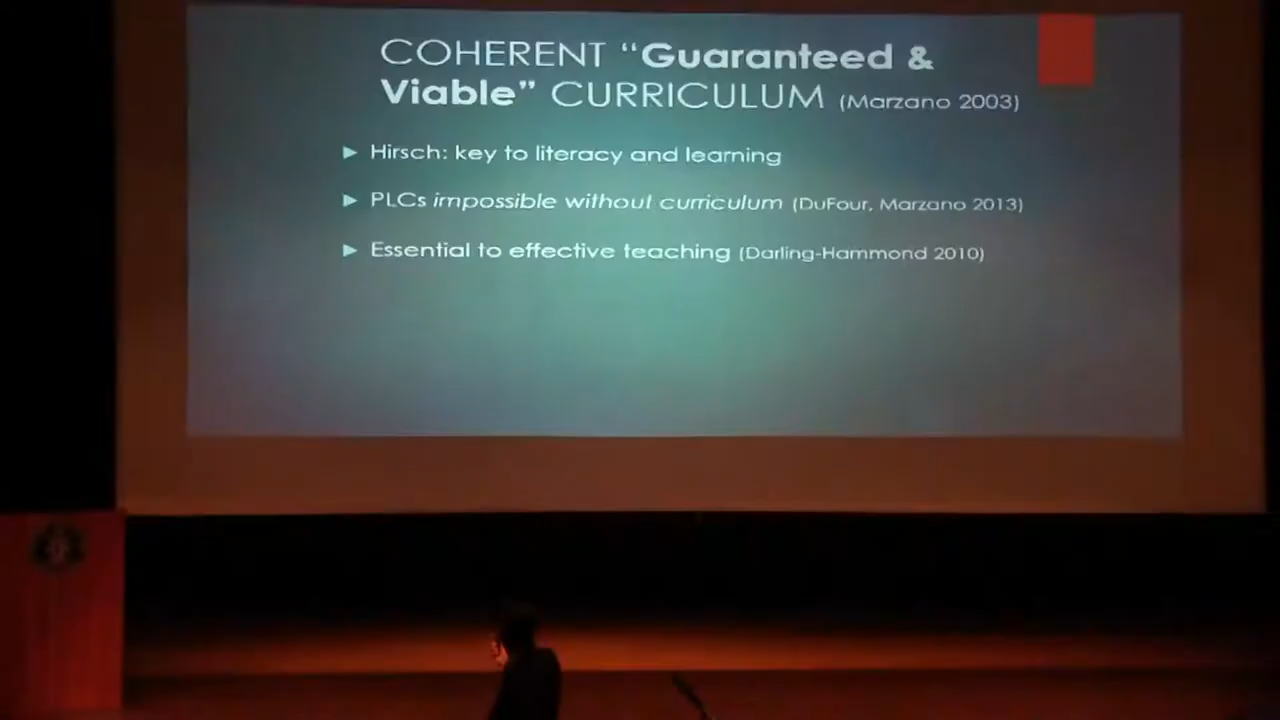 COHERENT “Guaranteed &
Viable” CURRICULUM (Marzano 2003)
Hirsch: key to literacy and learning
PLCs impossible without curriculum (DuFour, Marzano 2013)
Essential to effective teaching (Darling-Hammond 2010)